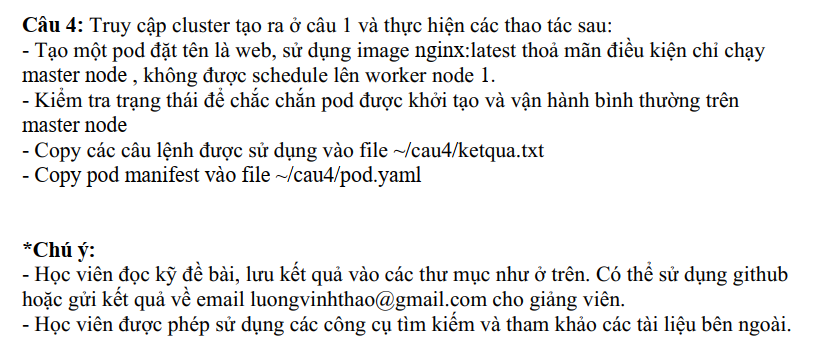 Câu 4: Truy cập cluster tạo ra ở câu 1 và thực hiện các thao tác sau:
- Tạo một pod đặt tên là web, sử dụng image nginx:latest thoả mãn điều kiện chỉ chạy
master node , không được schedule lên worker node 1.
- Kiểm tra trạng thái để chắc chắn pod được khởi tạo và vận hành bình thường trên
master node
- Copy các câu lệnh được sử dụng vào file ~/cau4/ketqua.txt
- Copy pod manifest vào file ~/cau4/pod.yaml
*Chú ý:
- Học viên đọc kỹ đề bài, lưu kết quả vào các thư mục như ở trên. Có thể sử dụng github
hoặc gửi kết quả về email luongvinhthao@gmail.com cho giảng viên.
- Học viên được phép sử dụng các công cụ tìm kiếm và tham khảo các tài liệu bên ngoài.